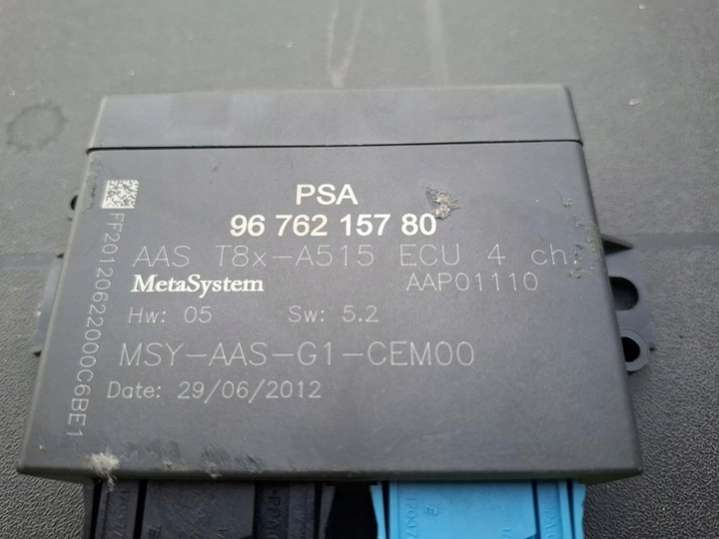 PSA
96 762 157 80
AAS T8x-A515 ECU 4 ch.
MetaSystem AAP01110
Hw: 05 Sw: 5.2
MSY-AAS-G1-CEM00
Date: 29/06/2012
FF20120622000C6BE1